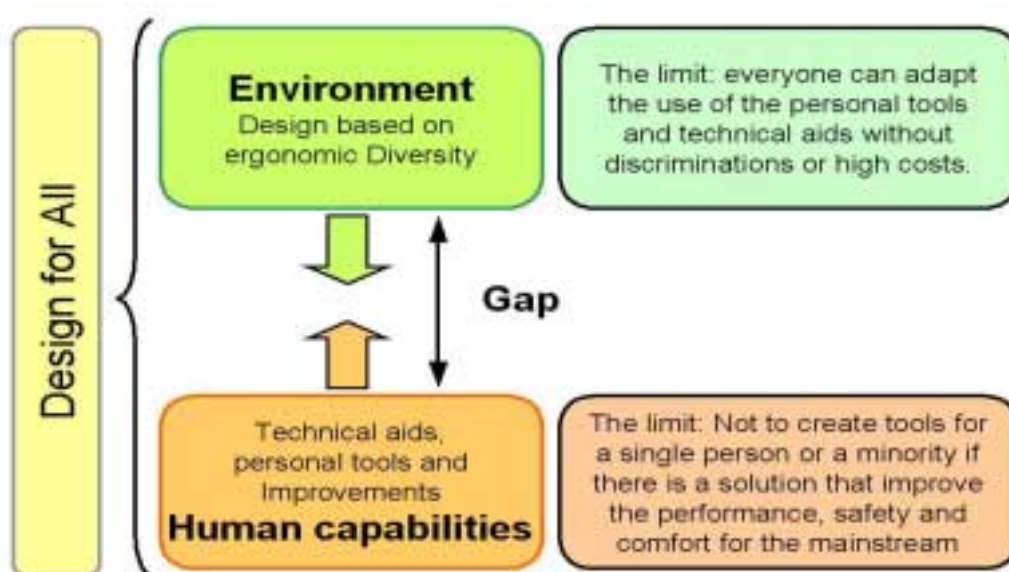 Design for All
Environment
Design based on
ergonomic Diversity
The limit: everyone can adapt
the use of the personal tools
and technical aids without
discriminations or high costs.
Gap
Technical aids,
personal tools and
Improvements
Human capabilities
The limit: Not to create tools for
a single person or a minority if
there is a solution that improve
the performance, safety and
comfort for the mainstream